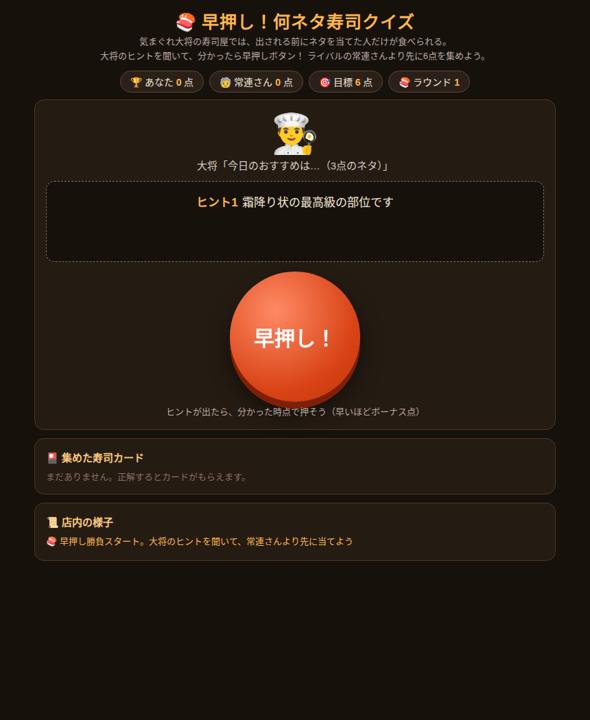 🍣 早押し！何ネタ寿司クイズ
気まぐれ大将の寿司屋では、出される前にネタを当てた人だけが食べられる。
大将のヒントを聞いて、分かったら早押しボタン！ ライバルの常連さんより先に6点を集めよう。
🏆 あなた 0 点 🧓 常連さん 0 点 🎯 目標 6 点 🍣 ラウンド 1
大将「今日のおすすめは…（3点のネタ）」
ヒント1 霜降り状の最高級の部位です
早押し！
ヒントが出たら、分かった時点で押そう（早いほどボーナス点）
🎴 集めた寿司カード
まだありません。正解するとカードがもらえます。
📜 店内の様子
🍣 早押し勝負スタート。大将のヒントを聞いて、常連さんより先に当てよう